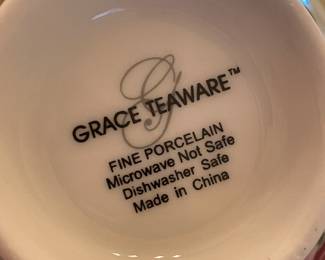 G
GRACE TEAWARE™
FINE PORCELAIN
Microwave Not Safe
Dishwasher Safe
Made in China